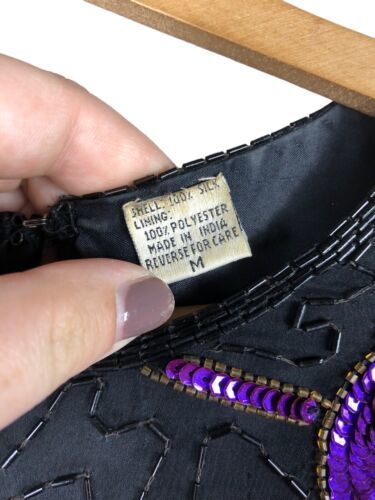 SHELL: 100% SILK
LINING:
100% POLYESTER
MADE IN INDIA
REVERSE FOR CARE
M